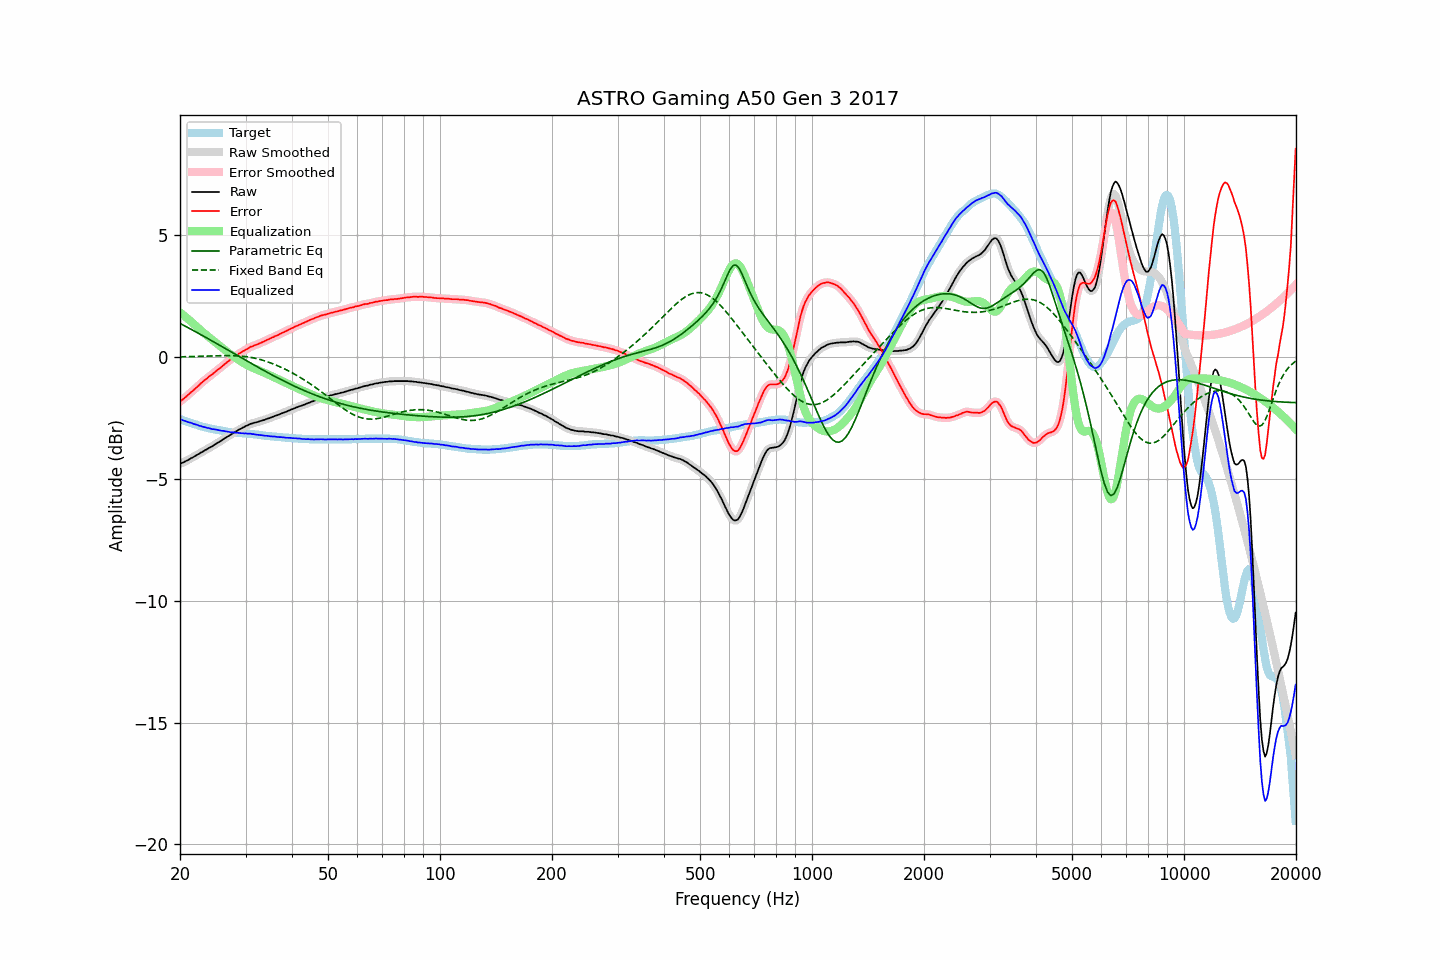 ASTRO Gaming A50 Gen 3 2017
Target
Raw Smoothed
Error Smoothed
Raw
Error
Equalization
Parametric Eq
Fixed Band Eq
Equalized
5
0
−5
−10
−15
−20
Amplitude (dBr)
20 50 100 200 500 1000 2000 5000 10000 20000
Frequency (Hz)